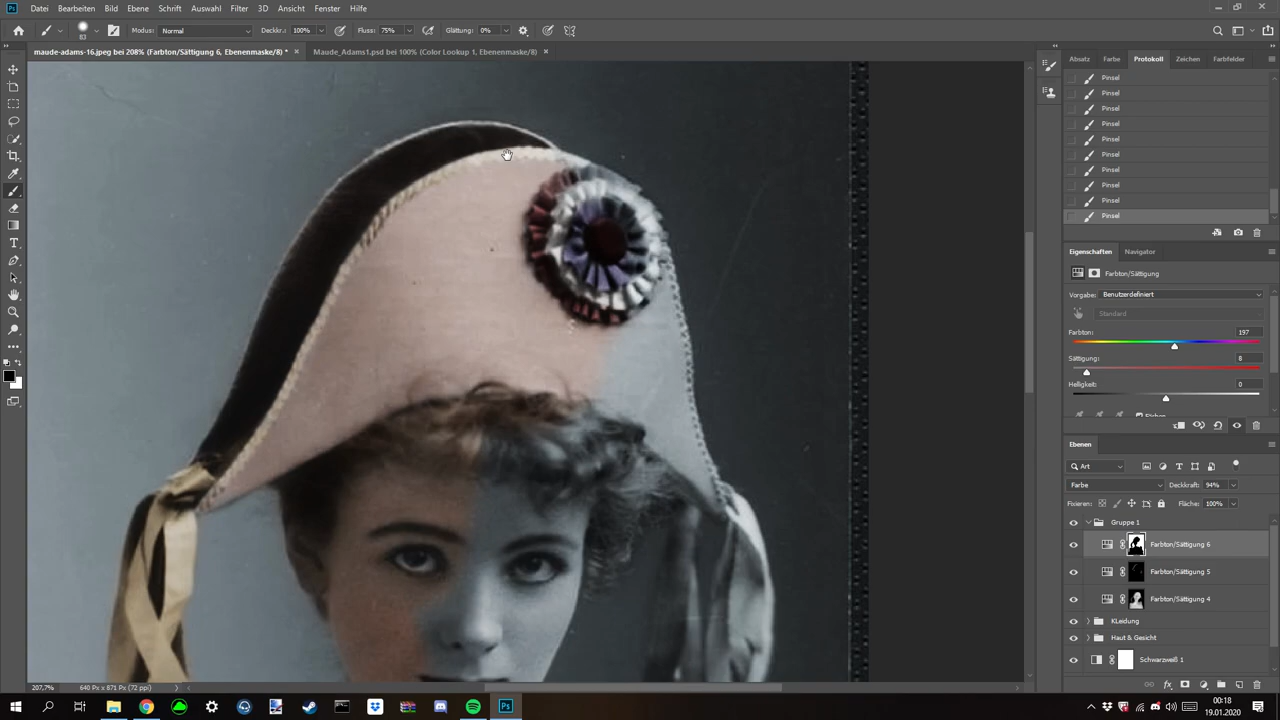 Datei Bearbeiten Bild Ebene Schrift Auswahl Filter 3D Ansicht Fenster Hilfe
83 Modus: Normal Deckkr.: 100% Fluss: 75% Glättung: 0%
maude-adams-16.jpeg bei 208% (Farbton/Sättigung 6, Ebenenmaske/8) * × Maude_Adams1.psd bei 100% (Color Lookup 1, Ebenenmaske/8) ×
Absatz Farbe Protokoll Zeichen Farbfelder
Pinsel
Pinsel
Pinsel
Pinsel
Pinsel
Pinsel
Pinsel
Pinsel
Pinsel
Pinsel
Eigenschaften Navigator
Farbton/Sättigung
Vorgabe: Benutzerdefiniert
Standard
Farbton: 197
Sättigung: 8
Helligkeit: 0
Färben
Ebenen
Art
Farbe Deckkraft: 94%
Fixieren: Fläche: 100%
Gruppe 1
Farbton/Sättigung 6
Farbton/Sättigung 5
Farbton/Sättigung 4
KLeidung
Haut & Gesicht
Schwarzweiß 1
207,7% 640 Px x 871 Px (72 ppi)
00:18
19.01.2020